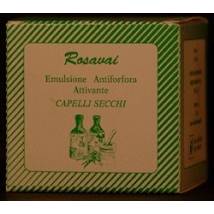 Rosavai
Emulsione Antiforfora
Attivante
CAPELLI SECCHI